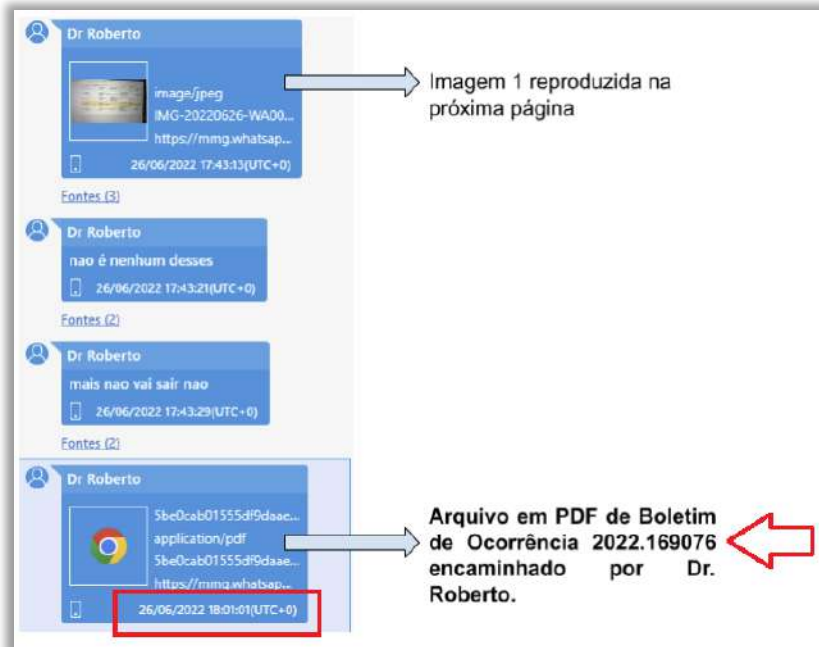 Dr Roberto
image/jpeg
IMG-20220626-WA00...
https://mmg.whatsap...
26/06/2022 17:43:13(UTC+0)
Fontes (3)
Imagem 1 reproduzida na
próxima página
Dr Roberto
nao é nenhum desses
26/06/2022 17:43:21(UTC+0)
Fontes (2)
Dr Roberto
mais nao vai sair nao
26/06/2022 17:43:29(UTC+0)
Fontes (2)
Dr Roberto
5be0cab01555df9daae...
application/pdf
5be0cab01555df9daae...
https://mmg.whatsap...
26/06/2022 18:01:01(UTC+0)
Arquivo em PDF de Boletim
de Ocorrência 2022.169076
encaminhado por Dr.
Roberto.